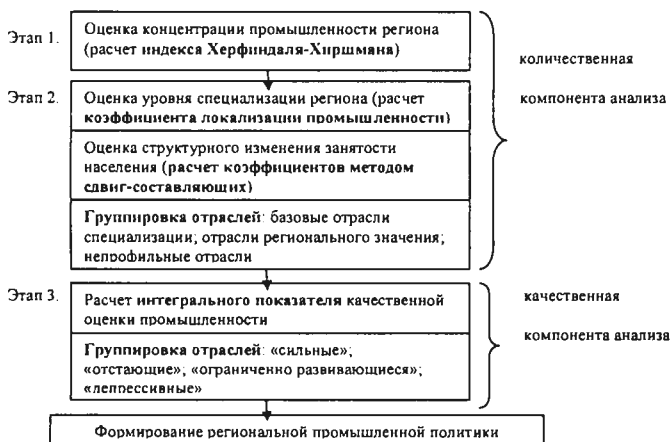 Этап 1.
Оценка концентрации промышленности региона
(расчет индекса Херфиндаля-Хиршмана)
количественная
компонента анализа
Этап 2.
Оценка уровня специализации региона (расчет
коэффициента локализации промышленности)
Оценка структурного изменения занятости
населения (расчет коэффициентов методом
сдвиг-составляющих)
Группировка отраслей: базовые отрасли
специализации; отрасли регионального значения;
непрофильные отрасли
Этап 3.
Расчет интегрального показателя качественной
оценки промышленности
качественная
компонента анализа
Группировка отраслей: «сильные»;
«отстающие»; «ограниченно развивающиеся»;
«депрессивные»
Формирование региональной промышленной политики